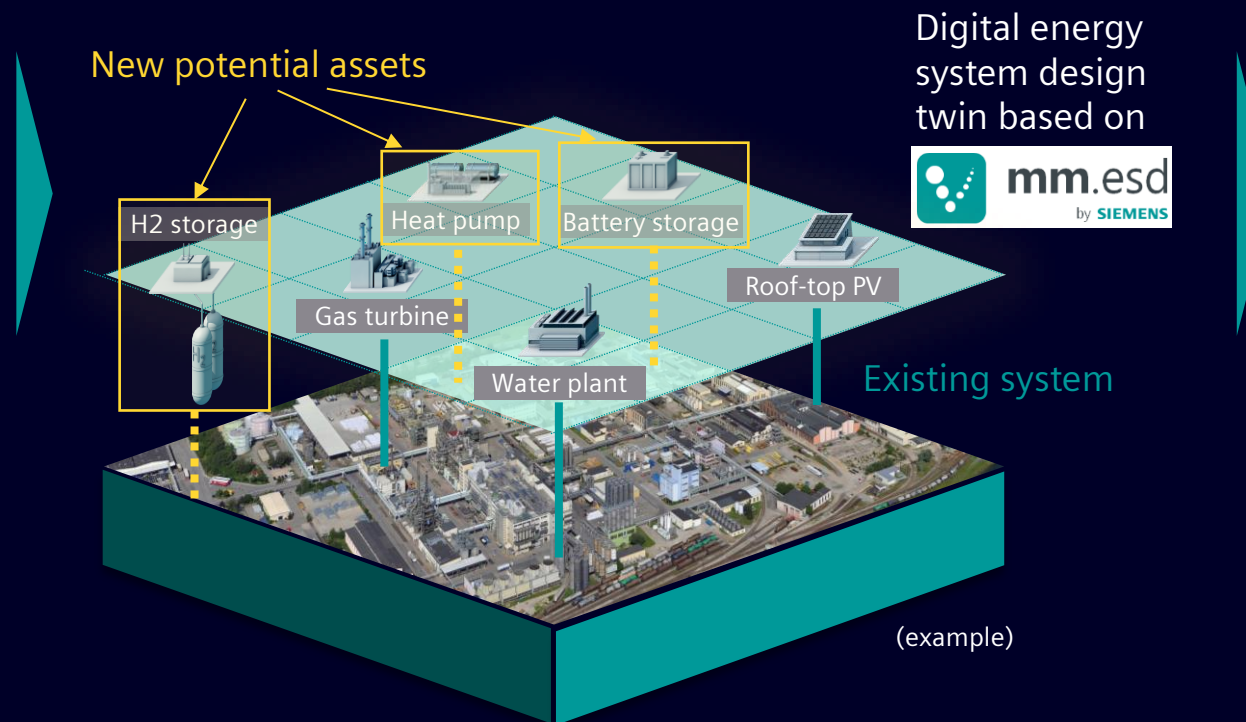 New potential assets
Digital energy
system design
twin based on
mm.esd
by SIEMENS
H2 storage
Heat pump
Battery storage
Roof-top PV
Gas turbine
Water plant
Existing system
(example)